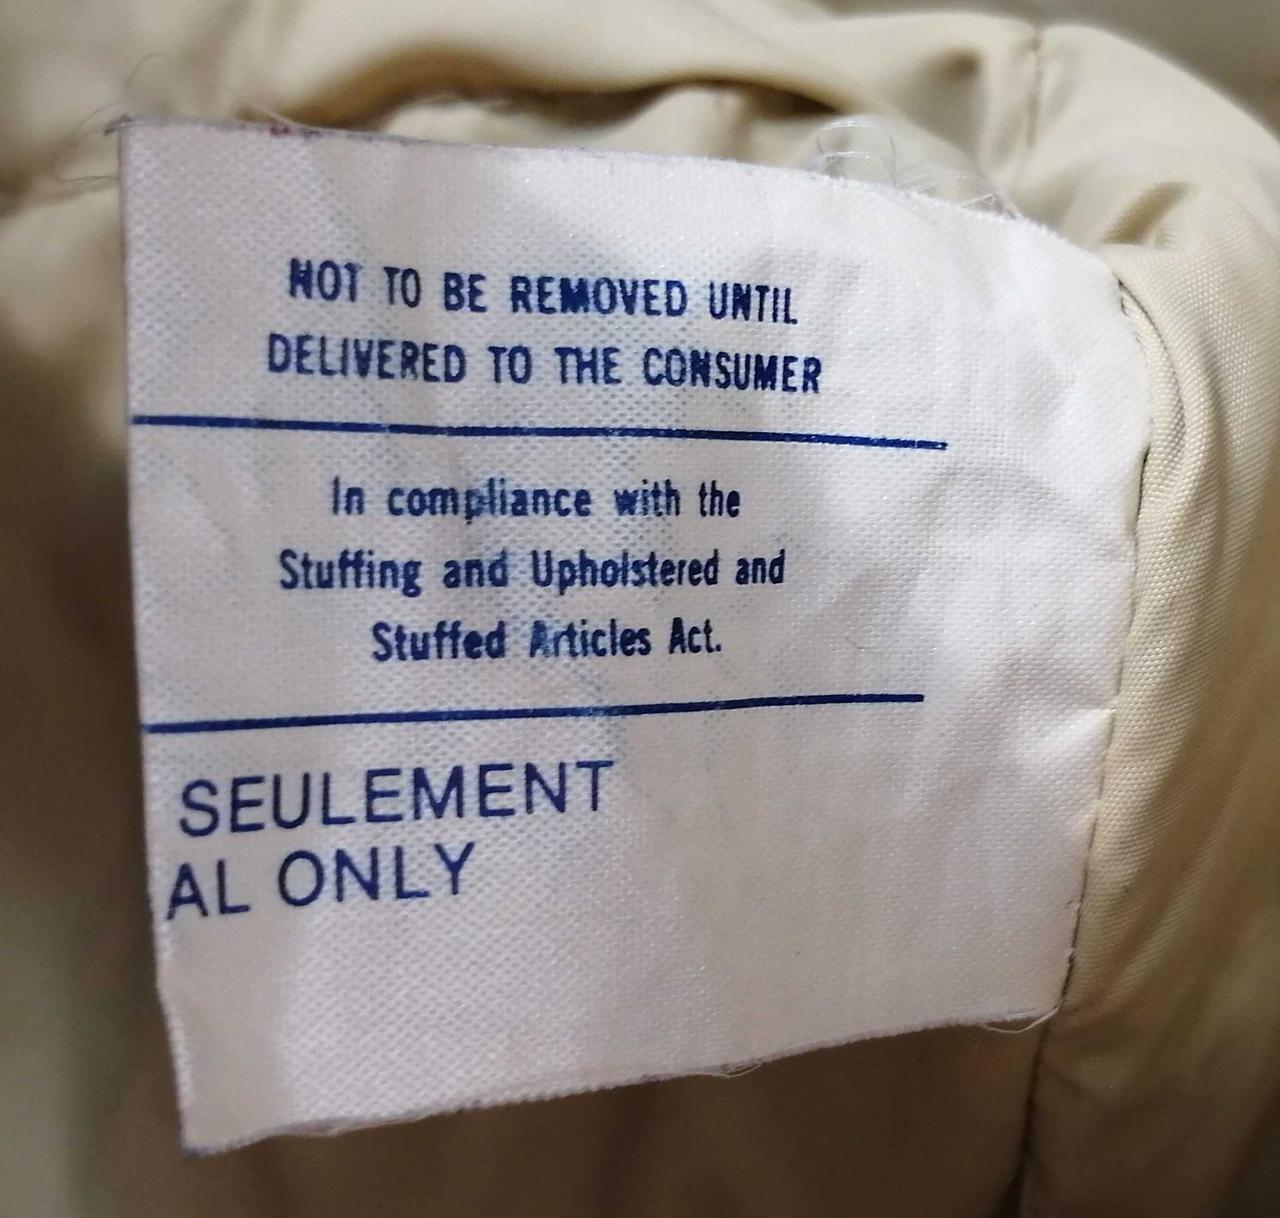 NOT TO BE REMOVED UNTIL
DELIVERED TO THE CONSUMER
In compliance with the
Stuffing and Upholstered and
Stuffed Articles Act.
SEULEMENT
AL ONLY